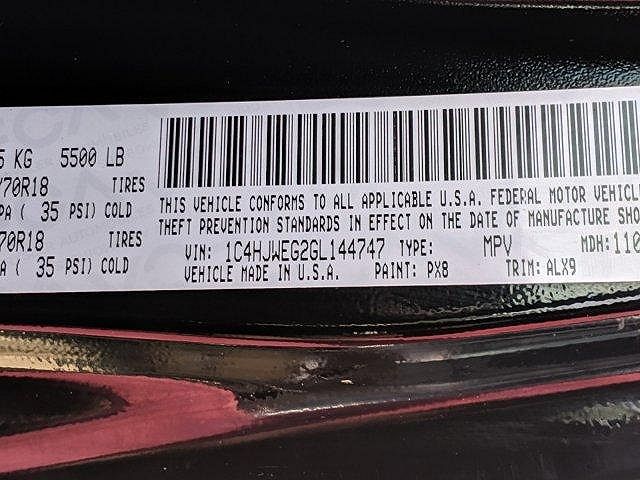 5 KG 5500 LB
70R18 TIRES
PA ( 35 PSI) COLD
70R18 TIRES
A ( 35 PSI) COLD
THIS VEHICLE CONFORMS TO ALL APPLICABLE U.S.A. FEDERAL MOTOR VEHICL
THEFT PREVENTION STANDARDS IN EFFECT ON THE DATE OF MANUFACTURE SHO
VIN: 1C4HJWEG2GL144747 TYPE: MPV MDH: 110
VEHICLE MADE IN U.S.A. PAINT: PX8 TRIM: ALX9